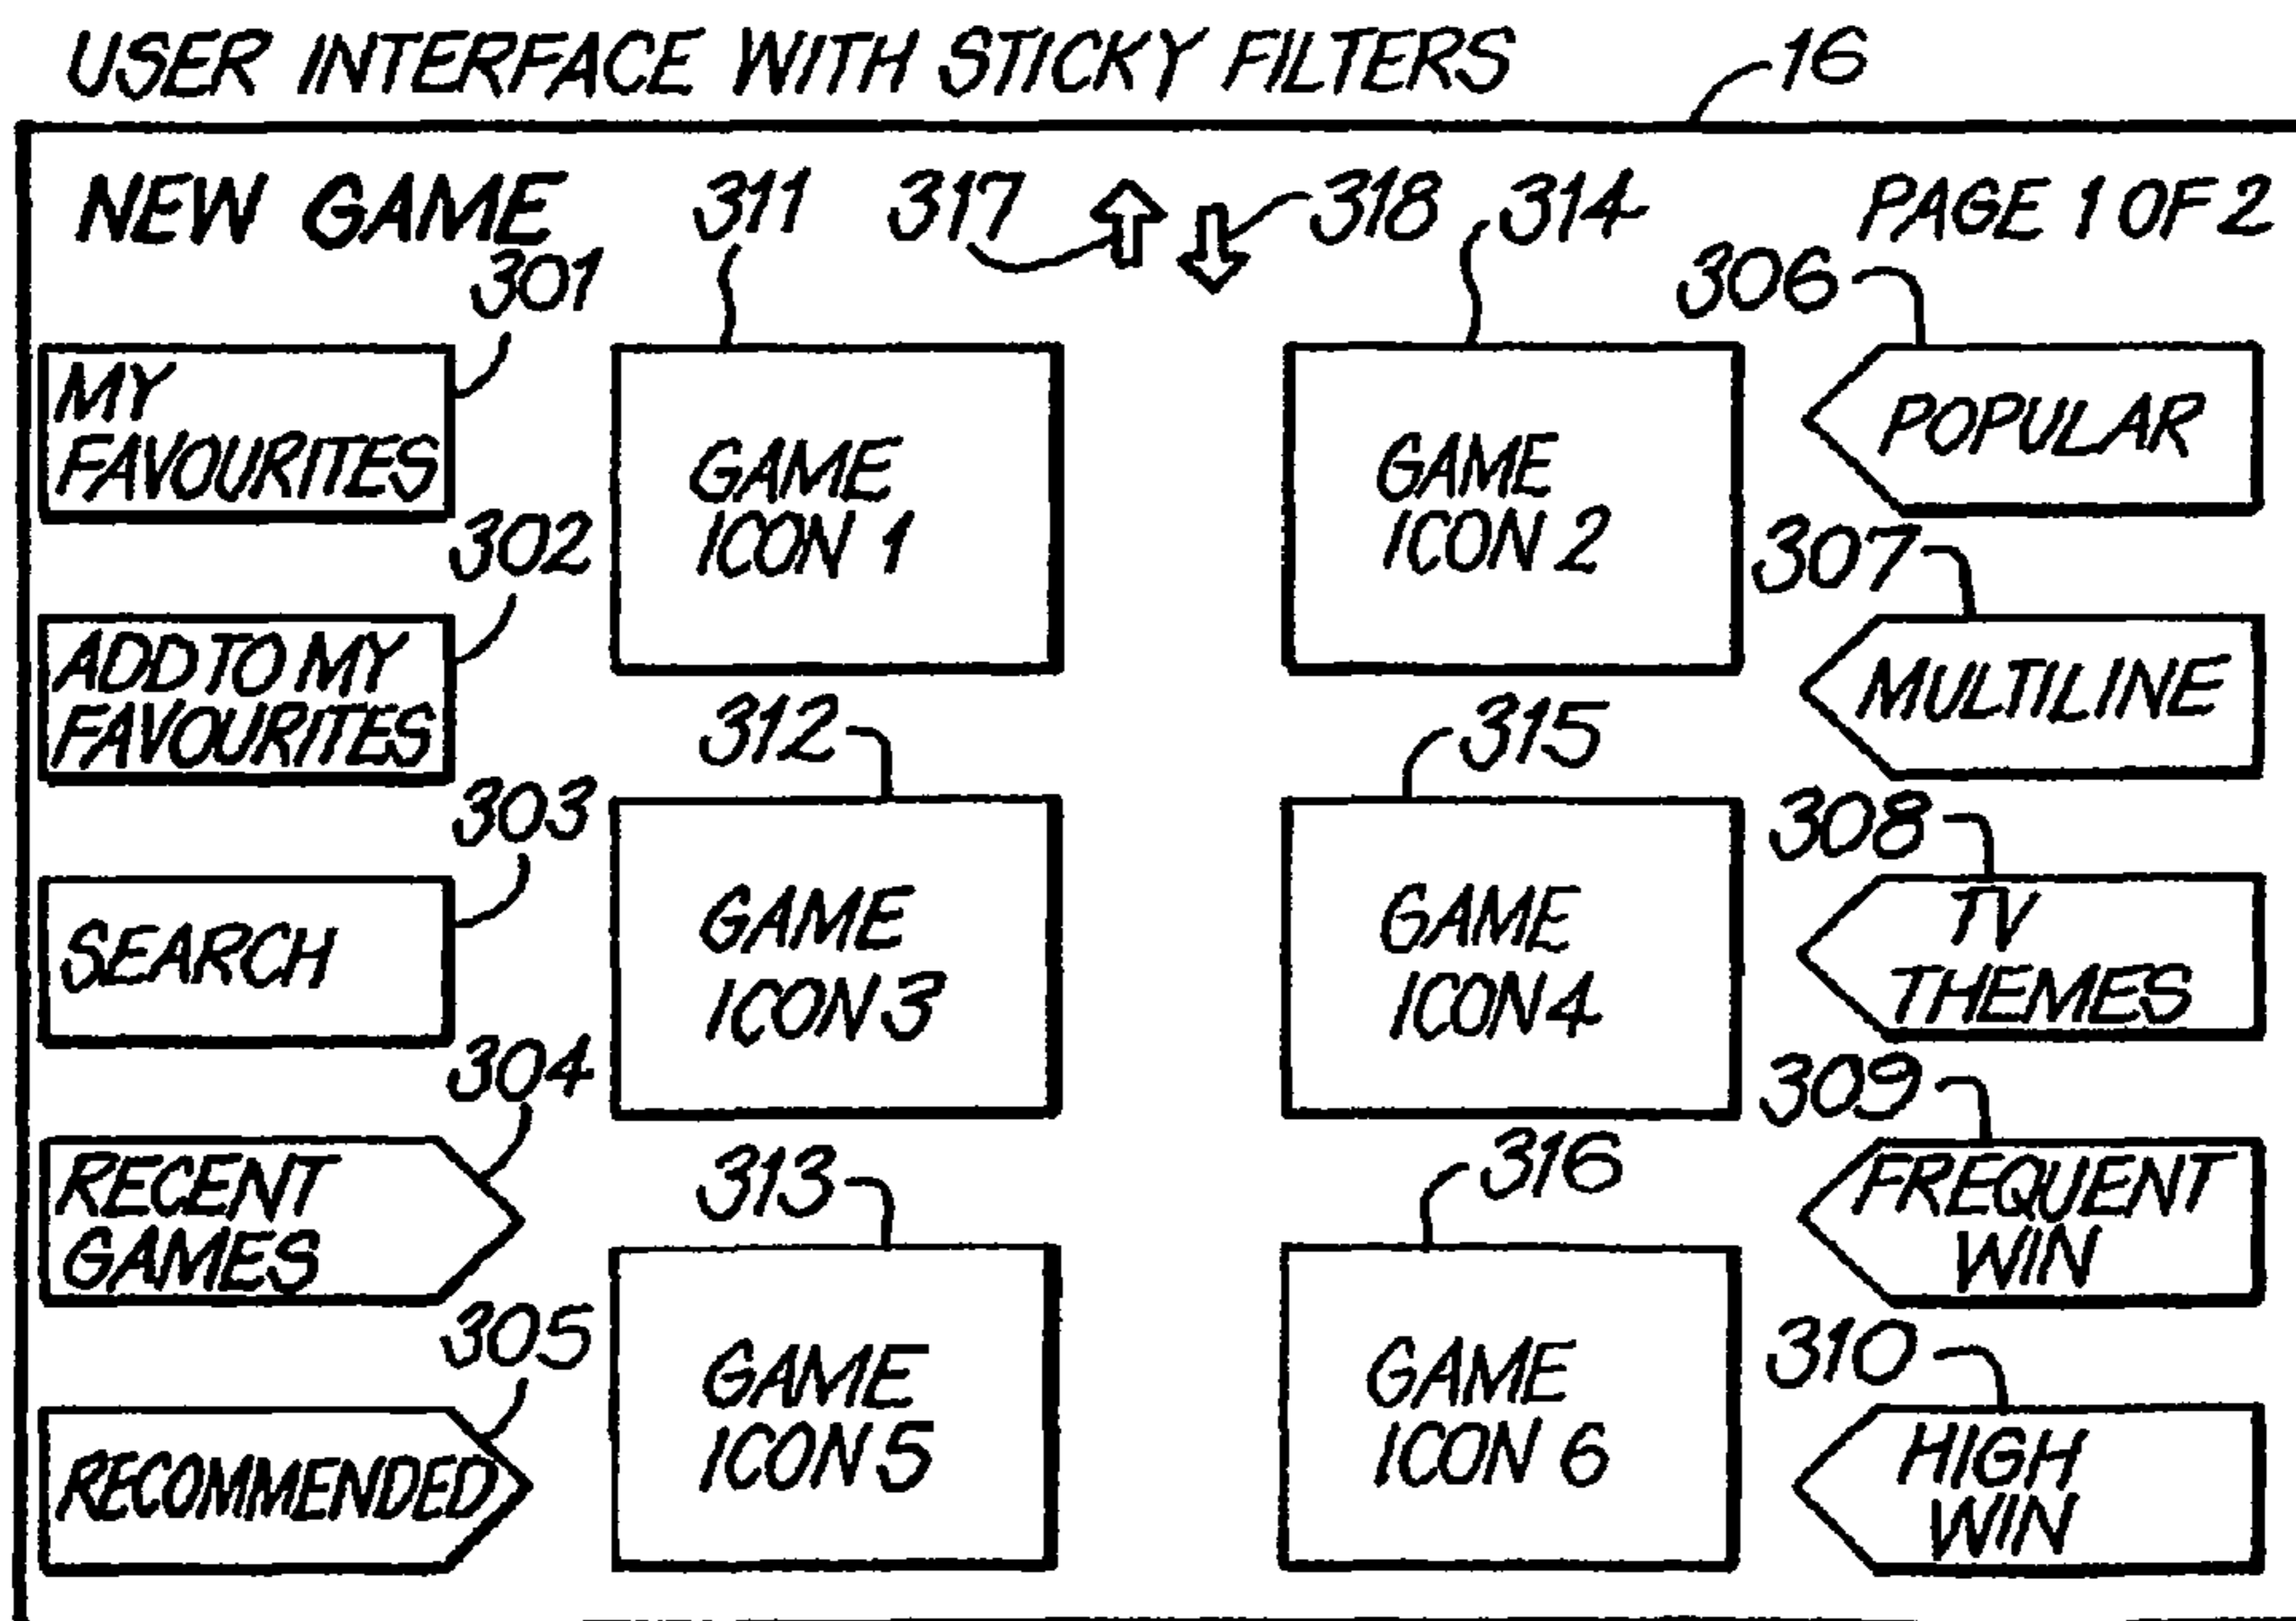 USER INTERFACE WITH STICKY FILTERS
16
NEW GAME
311
317
318
314
PAGE 1 OF 2
301
306
MY
FAVOURITES
GAME
ICON 1
GAME
ICON 2
POPULAR
302
307
ADD TO MY
FAVOURITES
MULTILINE
312
315
303
308
SEARCH
GAME
ICON 3
GAME
ICON 4
TV
THEMES
304
309
RECENT
GAMES
313
316
FREQUENT
WIN
305
310
RECOMMENDED
GAME
ICON 5
GAME
ICON 6
HIGH
WIN